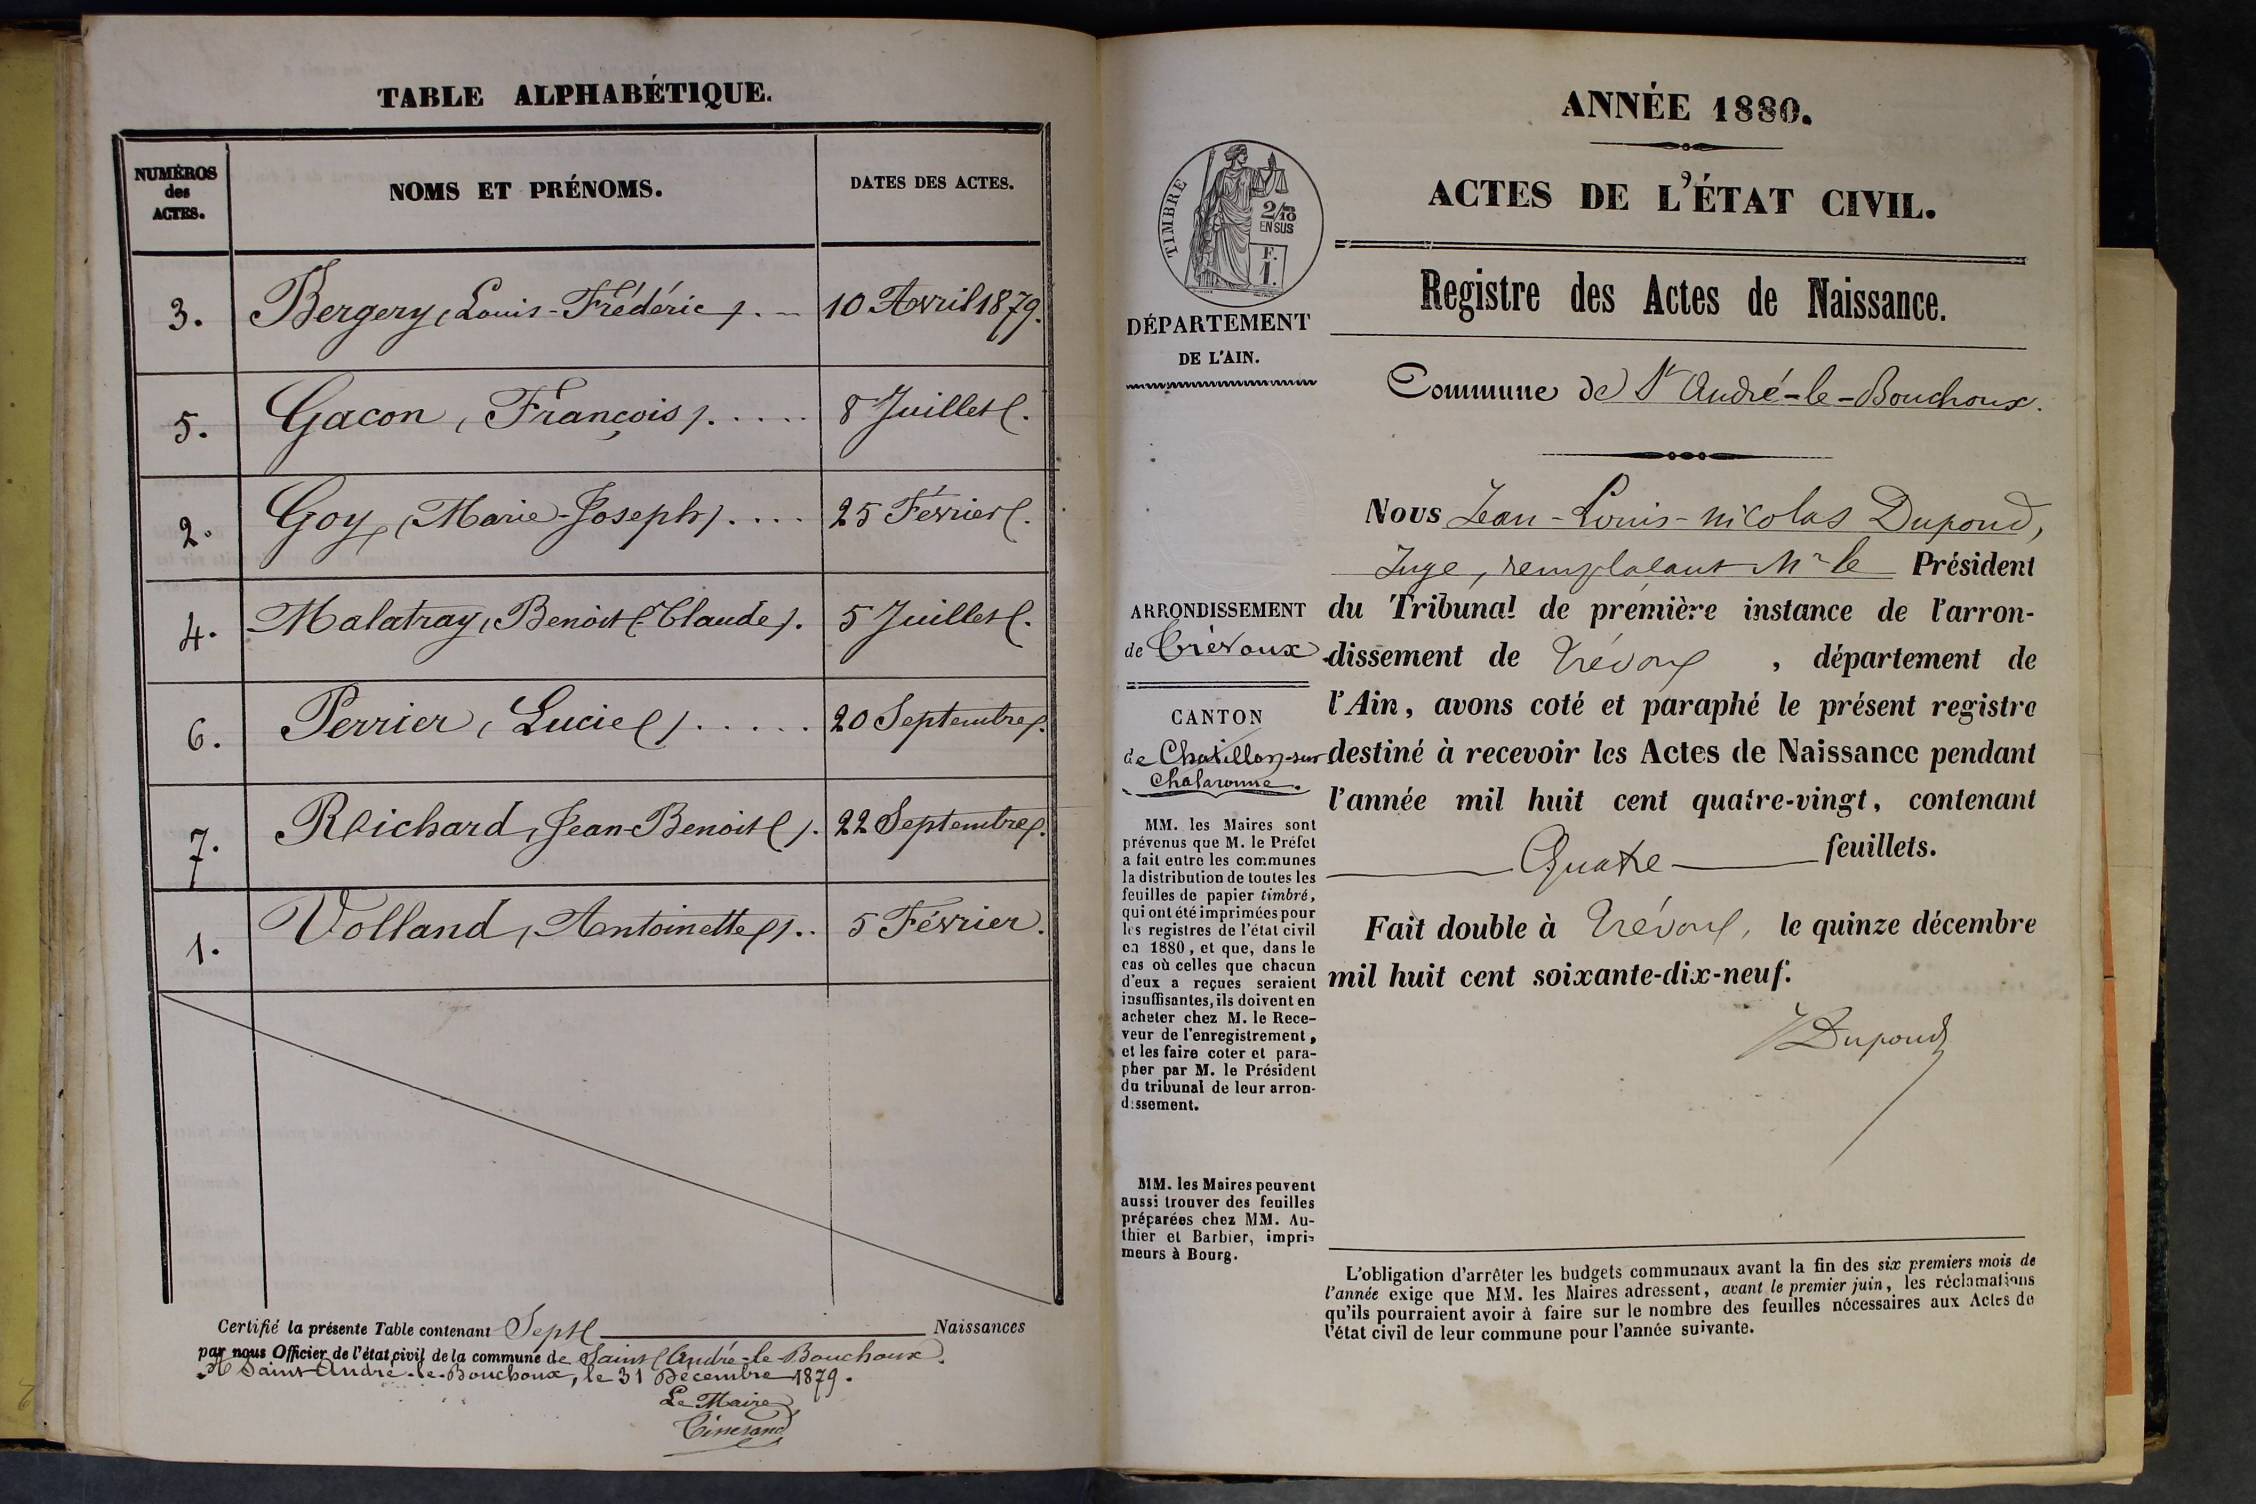 TABLE ALPHABÉTIQUE.
NUMÉROS des ACTES.
NOMS ET PRÉNOMS.
DATES DES ACTES.
3. Bergery, (Louis-Frédéric). 10 Avril 1879.
5. Gacon, (François). .... 8 Juillet.
2. Goy, (Marie-Joseph). .... 25 Février.
4. Malatray, (Benoit-Claude). 5 Juillet.
6. Perrier, (Lucie). ..... 20 Septembre.
7. Reichard, (Jean-Benoit). 22 Septembre.
1. Volland, (Antoinette). .. 5 Février.
Certifié la présente Table contenant Sept Naissances
par nous Officier de l'état civil de la commune de Saint André-le-Bouchoux.
A Saint-André-le-Bouchoux, le 31 Décembre 1879.
Le Maire
ANNÉE 1880.
ACTES DE L'ÉTAT CIVIL.
Registre des Actes de Naissance.
TIMBRE
2/10
EN SUS
F.
1.
DÉPARTEMENT
DE L'AIN.
Commune de St André-le-Bouchoux.
Nous Jean-Louis-Nicolas Dupond,
Juge, remplaçant Mr le Président
du Tribunal de première instance de l'arron-
dissement de Trévoux, département de
l'Ain, avons coté et paraphé le présent registre
destiné à recevoir les Actes de Naissance pendant
l'année mil huit cent quatre-vingt, contenant
Quatre feuillets.
Fait double à Trévoux, le quinze décembre
mil huit cent soixante-dix-neuf.
Dupond
ARRONDISSEMENT
de Trévoux
CANTON
de Chatillon-sur
Chalaronne.
MM. les Maires sont
prévenus que M. le Préfet
a fait entre les communes
la distribution de toutes les
feuilles de papier timbré,
qui ont été imprimées pour
les registres de l'état civil
en 1880, et que, dans le
cas où celles que chacun
d'eux a reçues seraient
insuffisantes, ils doivent en
acheter chez M. le Rece-
veur de l'enregistrement,
et les faire coter et para-
pher par M. le Président
du tribunal de leur arron-
dissement.
MM. les Maires peuvent
aussi trouver des feuilles
préparées chez MM. Au-
thier et Barbier, impri-
meurs à Bourg.
L'obligation d'arrêter les budgets communaux avant la fin des six premiers mois de
l'année exige que MM. les Maires adressent, avant le premier juin, les réclamations
qu'ils pourraient avoir à faire sur le nombre des feuilles nécessaires aux Actes de
l'état civil de leur commune pour l'année suivante.